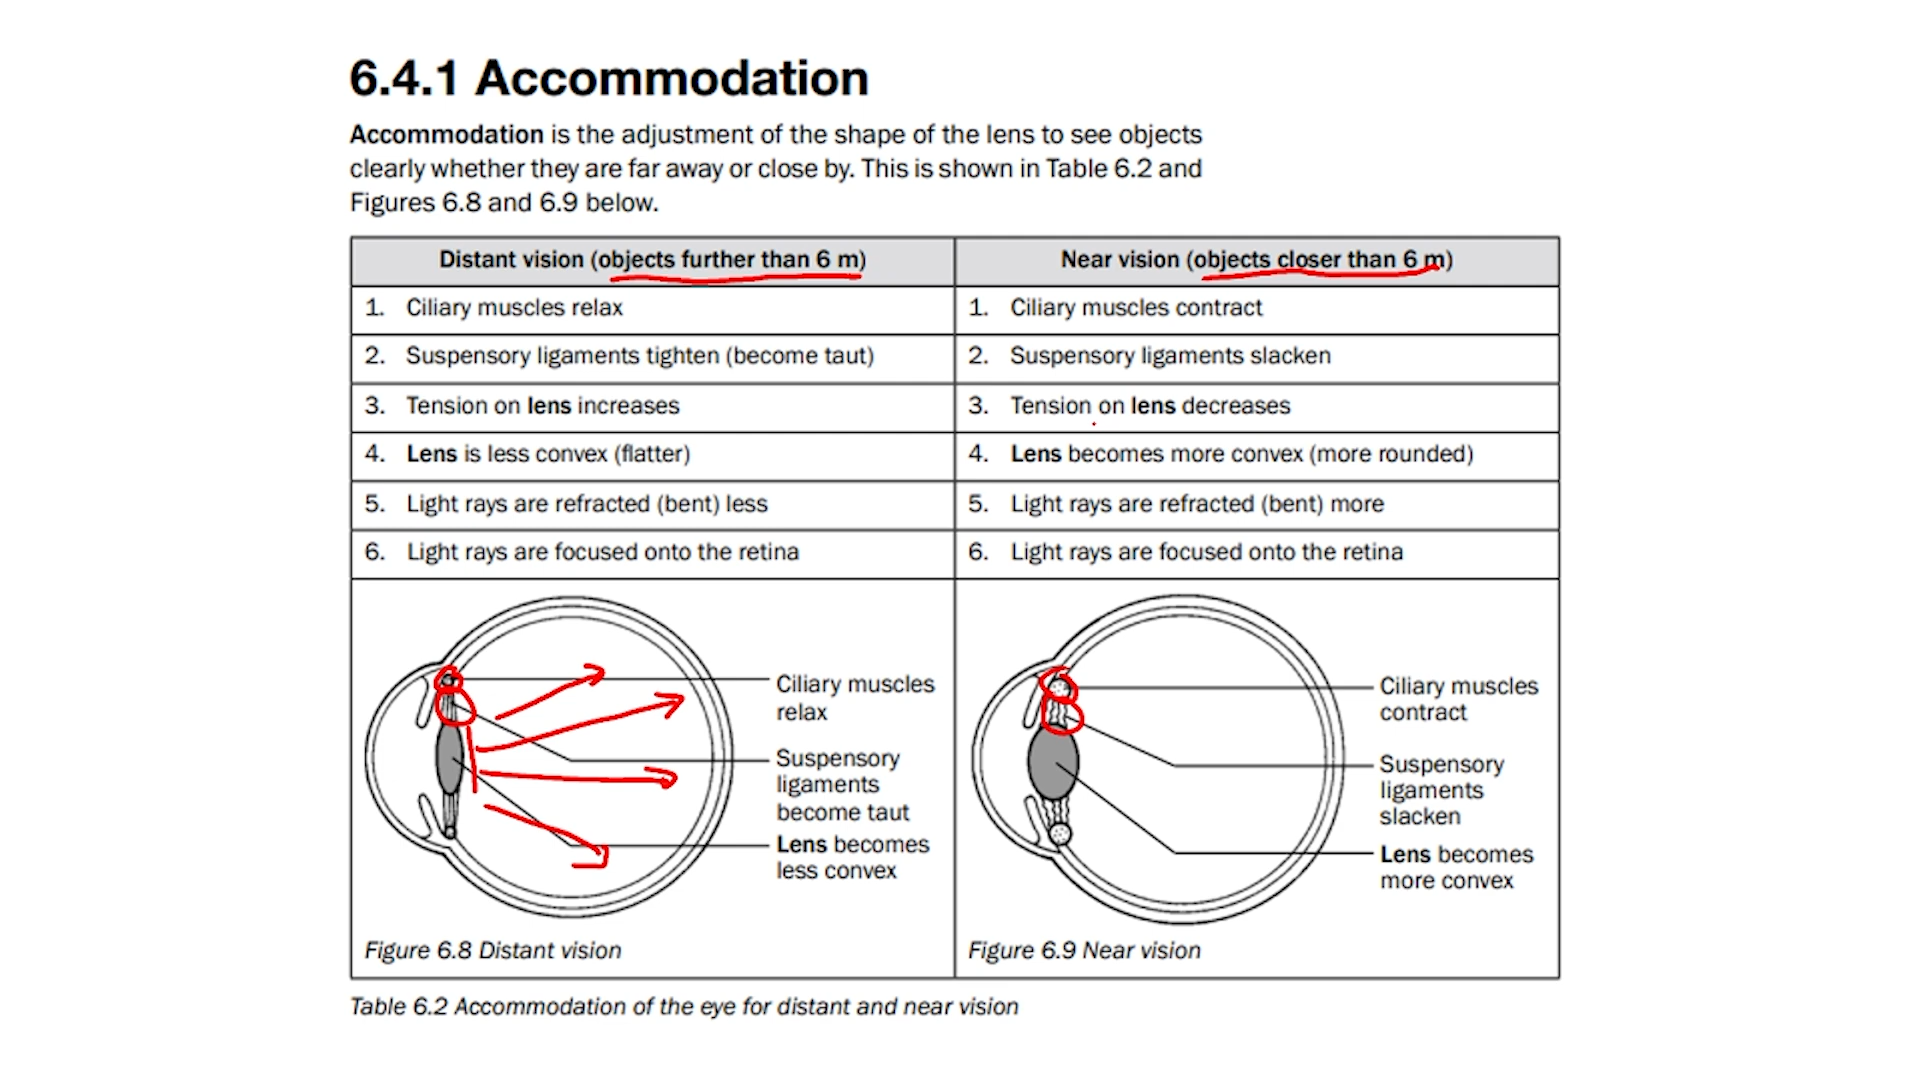 6.4.1 Accommodation
Accommodation is the adjustment of the shape of the lens to see objects
clearly whether they are far away or close by. This is shown in Table 6.2 and
Figures 6.8 and 6.9 below.
Distant vision (objects further than 6 m)
Near vision (objects closer than 6 m)
1. Ciliary muscles relax
1. Ciliary muscles contract
2. Suspensory ligaments tighten (become taut)
2. Suspensory ligaments slacken
3. Tension on lens increases
3. Tension on lens decreases
4. Lens is less convex (flatter)
4. Lens becomes more convex (more rounded)
5. Light rays are refracted (bent) less
5. Light rays are refracted (bent) more
6. Light rays are focused onto the retina
6. Light rays are focused onto the retina
Ciliary muscles
relax
Suspensory
ligaments
become taut
Lens becomes
less convex
Figure 6.8 Distant vision
Ciliary muscles
contract
Suspensory
ligaments
slacken
Lens becomes
more convex
Figure 6.9 Near vision
Table 6.2 Accommodation of the eye for distant and near vision